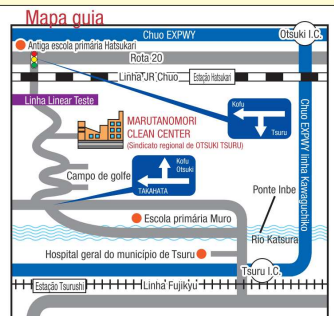 Mapa guia
Chuo EXPWY
Otsuki I.C.
Antiga escola primária Hatsukari
Rota 20
Linha JR Chuo
Estação Hatsukari
Linha Linear Teste
MARUTANOMORI
CLEAN CENTER
(Sindicato regional de OTSUKI TSURU)
Kofu
Tsuru
Chuo EXPWY linha Kawaguchiko
Campo de golfe
Kofu
Otsuki
TAKAHATA
Ponte Inbe
Escola primária Muro
Rio Katsura
Hospital geral do município de Tsuru
Tsuru I.C.
Estação Tsurushi
Linha Fujikyu